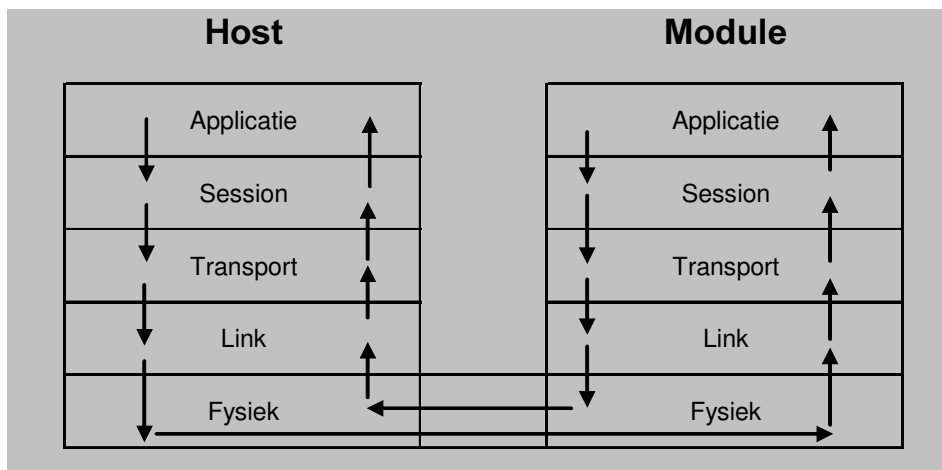 Host Module
Applicatie Applicatie
Session Session
Transport Transport
Link Link
Fysiek Fysiek